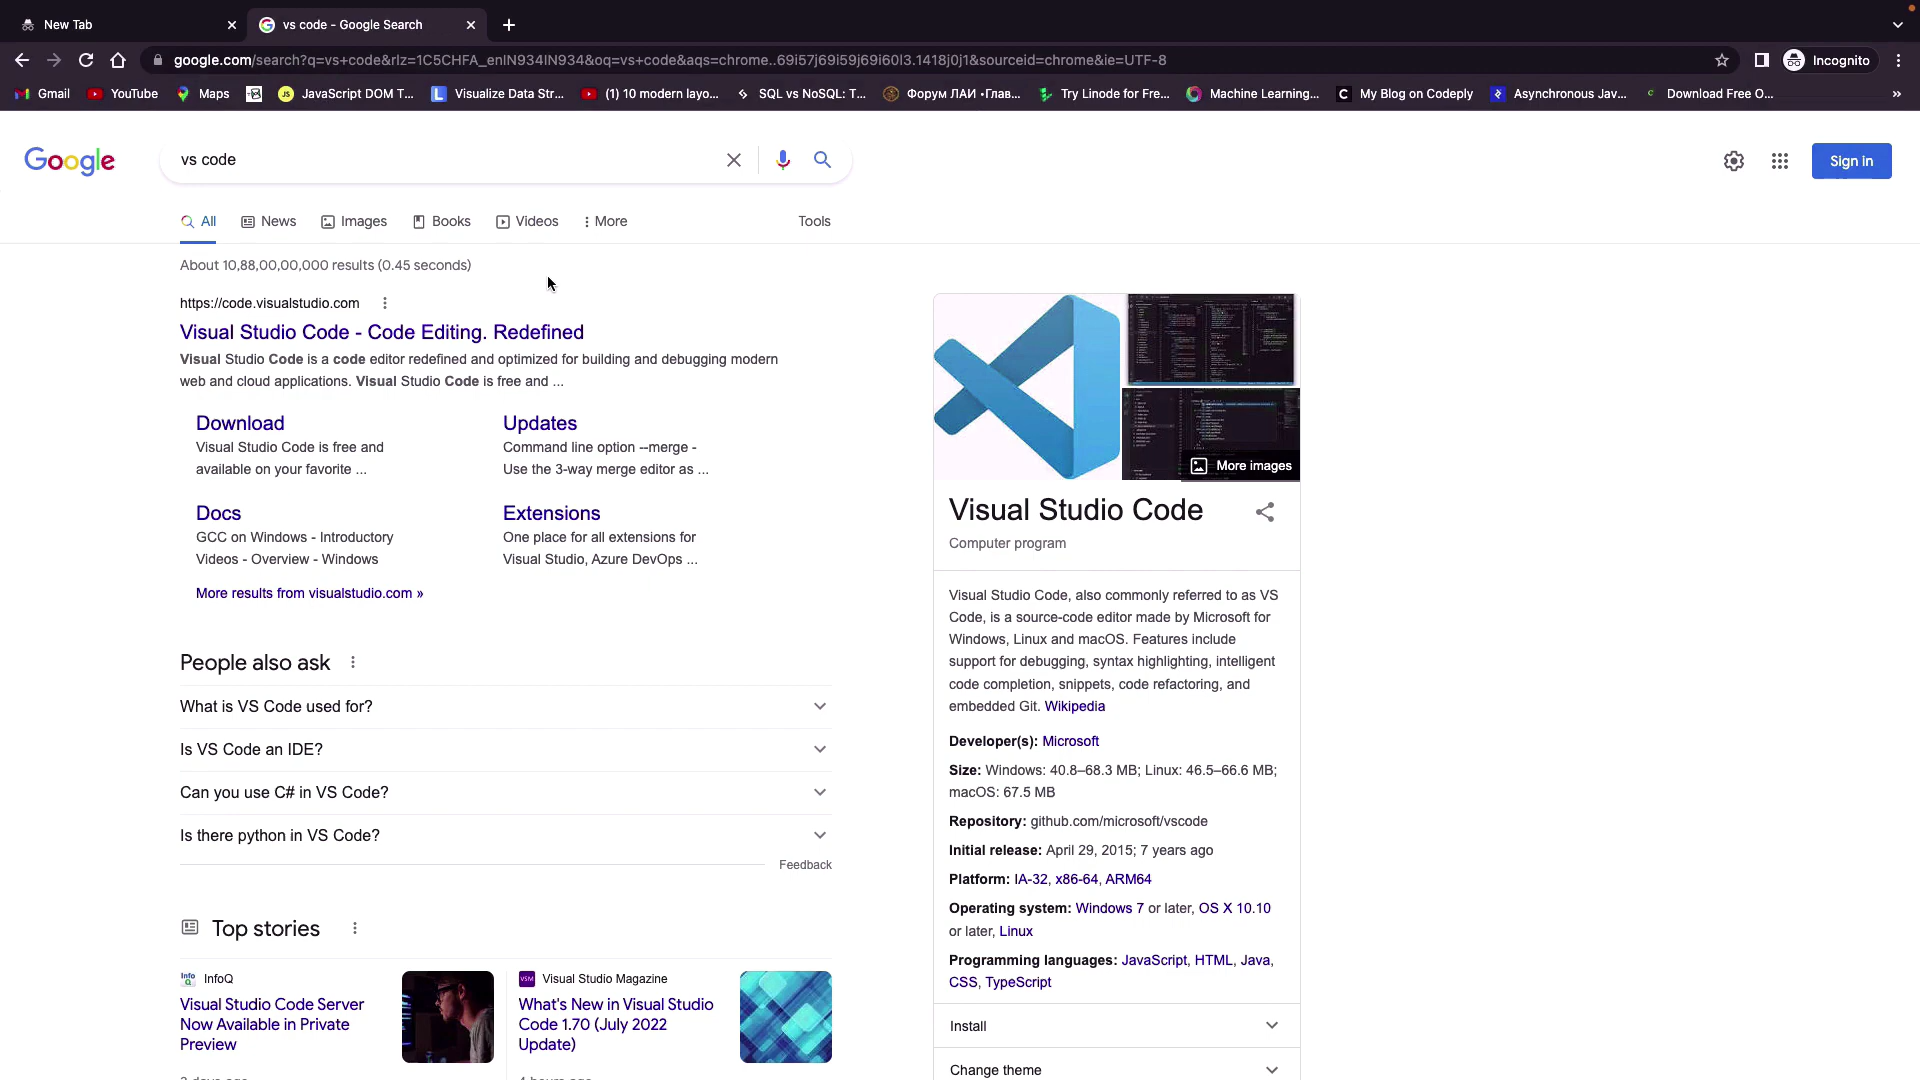 New Tab
vs code - Google Search
google.com/search?q=vs+code&rlz=1C5CHFA_enIN934IN934&oq=vs+code&aqs=chrome..69i57j69i59j69i60l3.1418j0j1&sourceid=chrome&ie=UTF-8
Incognito
Gmail
YouTube
Maps
JavaScript DOM T...
Visualize Data Str...
(1) 10 modern layo...
SQL vs NoSQL: T...
Форум ЛАИ •Глав...
Try Linode for Fre...
Machine Learning...
My Blog on Codeply
Asynchronous Jav...
Download Free O...
»
Google
vs code
Sign in
All
News
Images
Books
Videos
More
Tools
About 10,88,00,00,000 results (0.45 seconds)
https://code.visualstudio.com
Visual Studio Code - Code Editing. Redefined
Visual Studio Code is a code editor redefined and optimized for building and debugging modern
web and cloud applications. Visual Studio Code is free and ...
Download
Visual Studio Code is free and
available on your favorite ...
Updates
Command line option --merge -
Use the 3-way merge editor as ...
Docs
GCC on Windows - Introductory
Videos - Overview - Windows
Extensions
One place for all extensions for
Visual Studio, Azure DevOps ...
More results from visualstudio.com »
People also ask
What is VS Code used for?
Is VS Code an IDE?
Can you use C# in VS Code?
Is there python in VS Code?
Feedback
Top stories
InfoQ
Visual Studio Code Server
Now Available in Private
Preview
VSM
Visual Studio Magazine
What's New in Visual Studio
Code 1.70 (July 2022
Update)
More images
Visual Studio Code
Computer program
Visual Studio Code, also commonly referred to as VS
Code, is a source-code editor made by Microsoft for
Windows, Linux and macOS. Features include
support for debugging, syntax highlighting, intelligent
code completion, snippets, code refactoring, and
embedded Git. Wikipedia
Developer(s): Microsoft
Size: Windows: 40.8–68.3 MB; Linux: 46.5–66.6 MB;
macOS: 67.5 MB
Repository: github.com/microsoft/vscode
Initial release: April 29, 2015; 7 years ago
Platform: IA-32, x86-64, ARM64
Operating system: Windows 7 or later, OS X 10.10
or later, Linux
Programming languages: JavaScript, HTML, Java,
CSS, TypeScript
Install
Change theme